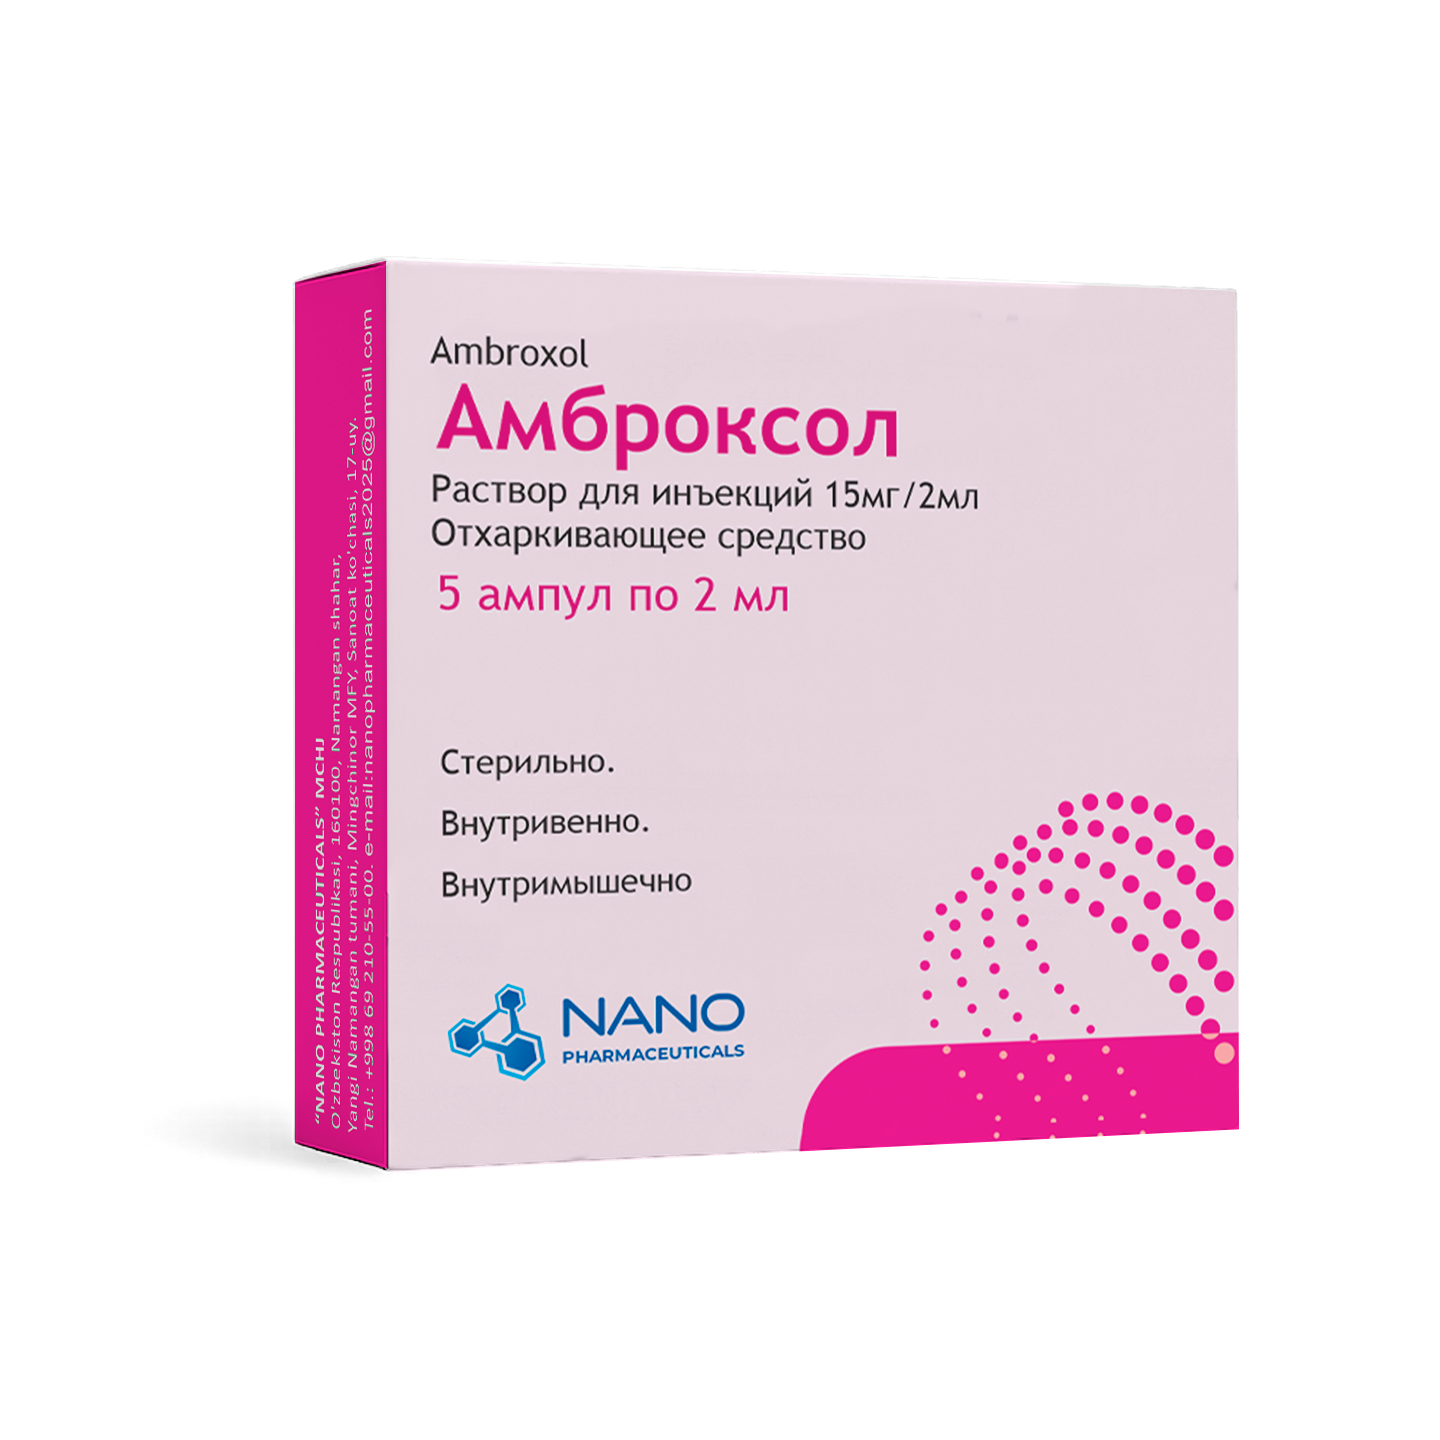 Ambroxol
Амброксол
Раствор для инъекций 15мг/2мл
Отхаркивающее средство
5 ампул по 2 мл
Стерильно.
Внутривенно.
Внутримышечно
NANO
PHARMACEUTICALS
“NANO PHARMACEUTICALS” MCHJ
O'zbekiston Respublikasi, 160100, Namangan shahar,
Yangi Namangan tumani, Mingchinor MFY, Sanoat ko'chasi, 17-uy.
Tel.: +998 69 210-55-00. e-mail:nanopharmaceuticals2025@gmail.com